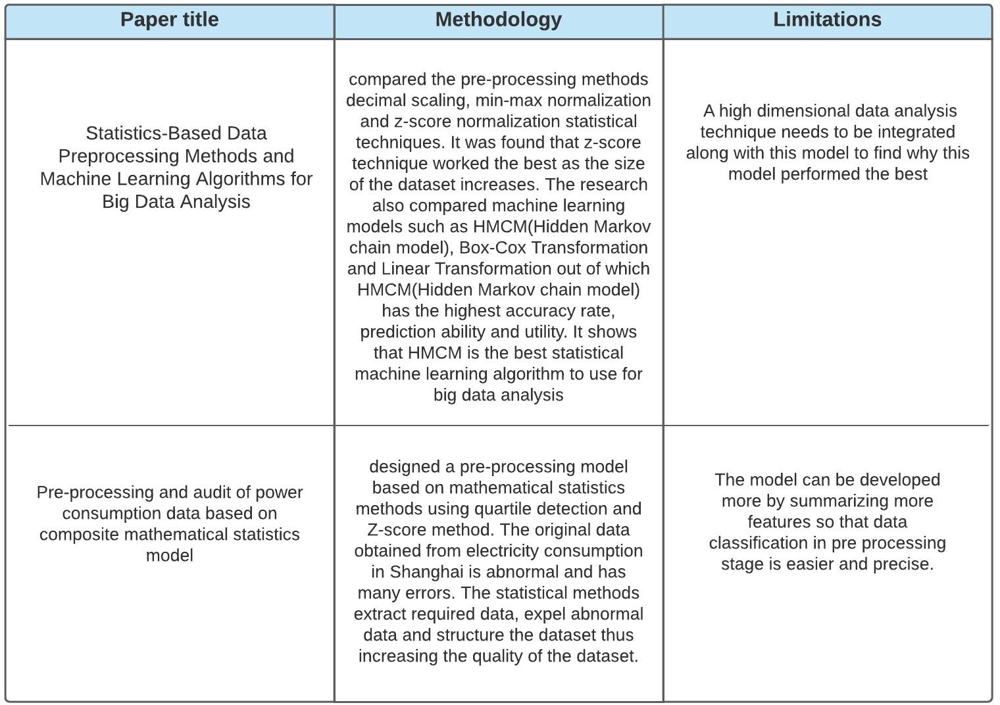 Paper title
Methodology
Limitations
Statistics-Based Data
Preprocessing Methods and
Machine Learning Algorithms for
Big Data Analysis
compared the pre-processing methods
decimal scaling, min-max normalization
and z-score normalization statistical
techniques. It was found that z-score
technique worked the best as the size
of the dataset increases. The research
also compared machine learning
models such as HMCM(Hidden Markov
chain model), Box-Cox Transformation
and Linear Transformation out of which
HMCM(Hidden Markov chain model)
has the highest accuracy rate,
prediction ability and utility. It shows
that HMCM is the best statistical
machine learning algorithm to use for
big data analysis
A high dimensional data analysis
technique needs to be integrated
along with this model to find why this
model performed the best
Pre-processing and audit of power
consumption data based on
composite mathematical statistics
model
designed a pre-processing model
based on mathematical statistics
methods using quartile detection and
Z-score method. The original data
obtained from electricity consumption
in Shanghai is abnormal and has
many errors. The statistical methods
extract required data, expel abnormal
data and structure the dataset thus
increasing the quality of the dataset.
The model can be developed
more by summarizing more
features so that data
classification in pre processing
stage is easier and precise.